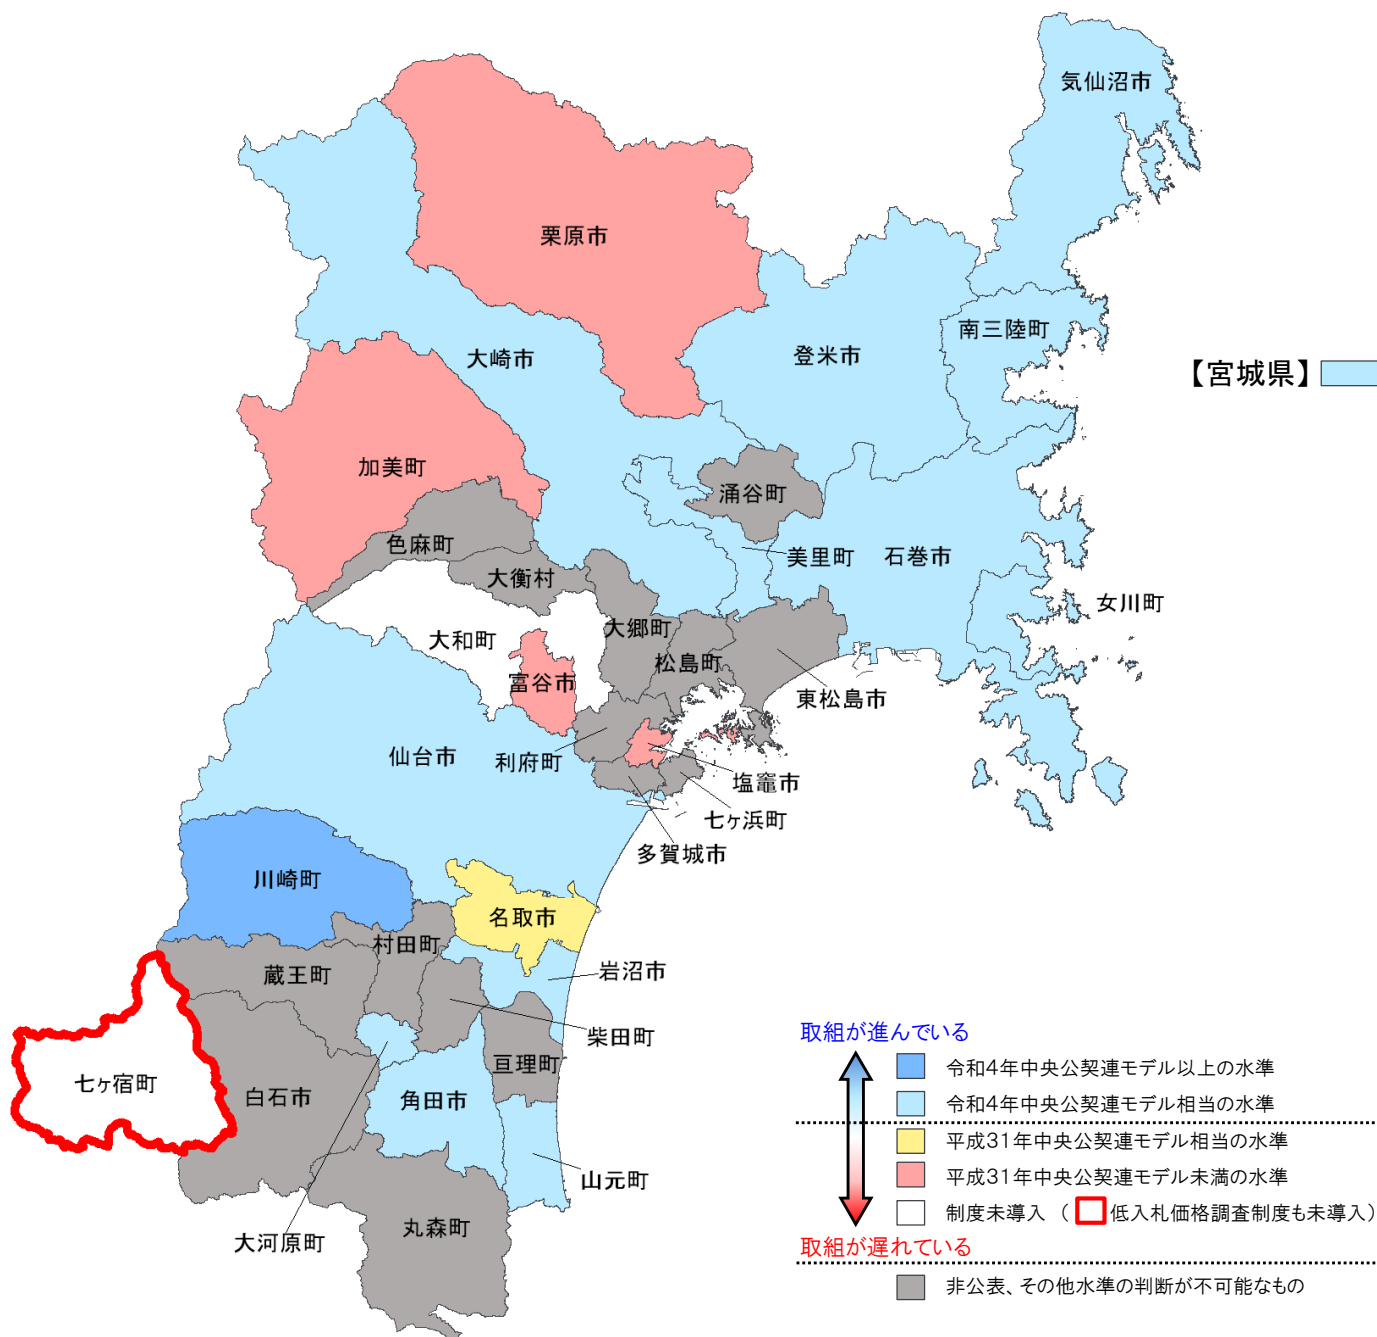 気仙沼市
栗原市
南三陸町
大崎市
登米市
【宮城県】
加美町
涌谷町
色麻町
美里町
石巻市
大衡村
女川町
大郷町
大和町
松島町
富谷市
東松島市
仙台市
利府町
塩竈市
七ヶ浜町
多賀城市
川崎町
名取市
村田町
蔵王町
岩沼市
柴田町
亘理町
七ヶ宿町
白石市
角田市
山元町
丸森町
大河原町
取組が進んでいる
令和4年中央公契連モデル以上の水準
令和4年中央公契連モデル相当の水準
平成31年中央公契連モデル相当の水準
平成31年中央公契連モデル未満の水準
制度未導入 ( 低入札価格調査制度も未導入)
取組が遅れている
非公表、その他水準の判断が不可能なもの